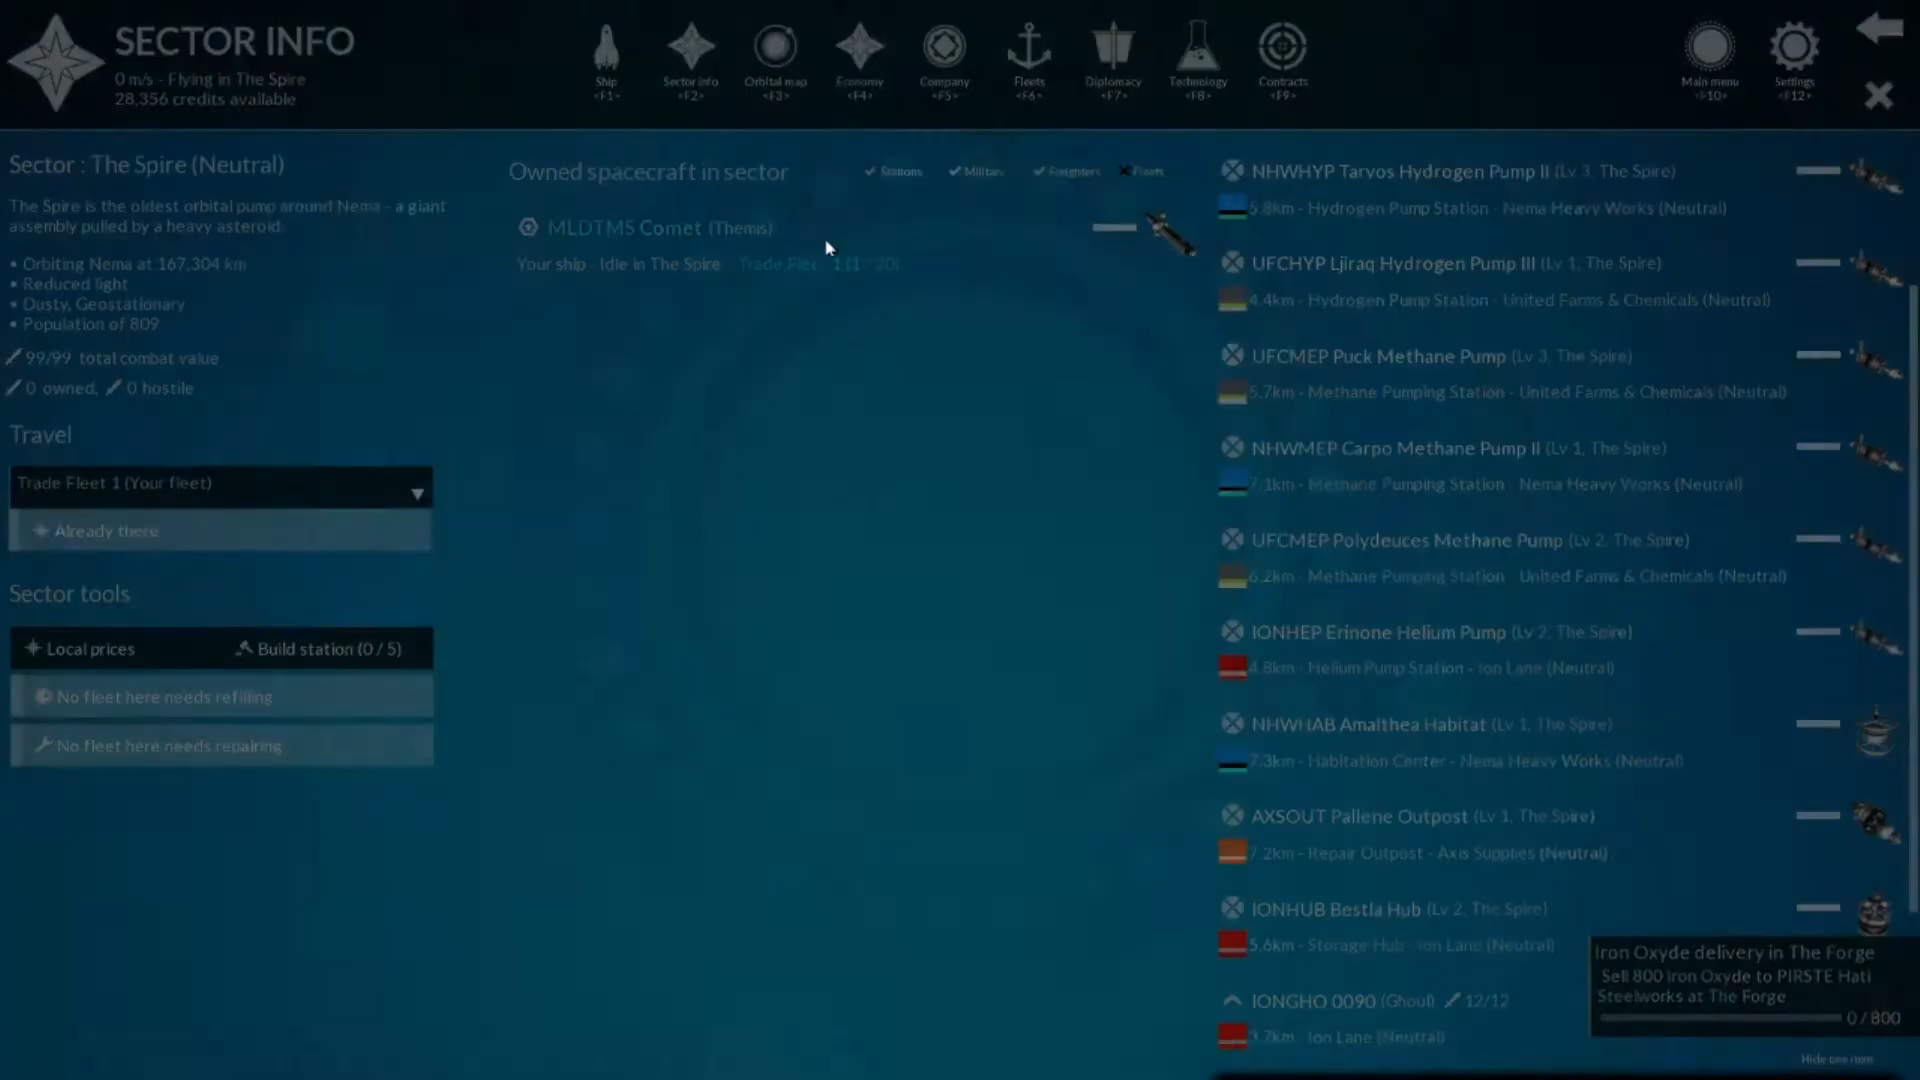 SECTOR INFO
0 m/s - Flying in The Spire
28,356 credits available
Ship
<F1>
Sector info
<F2>
Orbital map
<F3>
Economy
<F4>
Company
<F5>
Fleets
<F6>
Diplomacy
<F7>
Technology
<F8>
Contracts
<F9>
Main menu
<F10>
Settings
<F12>
Sector : The Spire (Neutral)
The Spire is the oldest orbital pump around Nema - a giant
assembly pulled by a heavy asteroid.
• Orbiting Nema at 167,304 km
• Reduced light
• Dusty, Geostationary
• Population of 809
99/99 total combat value
0 owned, 0 hostile
Travel
Trade Fleet 1 (Your fleet)
Already there
Sector tools
Local prices
Build station (0 / 5)
No fleet here needs refilling
No fleet here needs repairing
Owned spacecraft in sector
Stations
Military
Freighters
Fleets
MLDTMS Comet (Themis)
Your ship - Idle in The Spire
Trade Fleet 1 (1 / 20)
NHWHYP Tarvos Hydrogen Pump II (Lv 3, The Spire)
5.8km - Hydrogen Pump Station - Nema Heavy Works (Neutral)
UFCHYP Ljiraq Hydrogen Pump III (Lv 1, The Spire)
4.4km - Hydrogen Pump Station - United Farms & Chemicals (Neutral)
UFCMEP Puck Methane Pump (Lv 3, The Spire)
5.7km - Methane Pumping Station - United Farms & Chemicals (Neutral)
NHWMEP Carpo Methane Pump II (Lv 1, The Spire)
7.1km - Methane Pumping Station - Nema Heavy Works (Neutral)
UFCMEP Polydeuces Methane Pump (Lv 2, The Spire)
6.2km - Methane Pumping Station - United Farms & Chemicals (Neutral)
IONHEP Erinone Helium Pump (Lv 2, The Spire)
4.8km - Helium Pump Station - Ion Lane (Neutral)
NHWHAB Amalthea Habitat (Lv 1, The Spire)
7.3km - Habitation Center - Nema Heavy Works (Neutral)
AXSOUT Pallene Outpost (Lv 1, The Spire)
7.2km - Repair Outpost - Axis Supplies (Neutral)
IONHUB Bestla Hub (Lv 2, The Spire)
5.6km - Storage Hub - Ion Lane (Neutral)
IONGHO 0090 (Ghoul) 12/12
3.7km - Ion Lane (Neutral)
Iron Oxyde delivery in The Forge
Sell 800 Iron Oxyde to PIRSTE Hati
Steelworks at The Forge
0 / 800